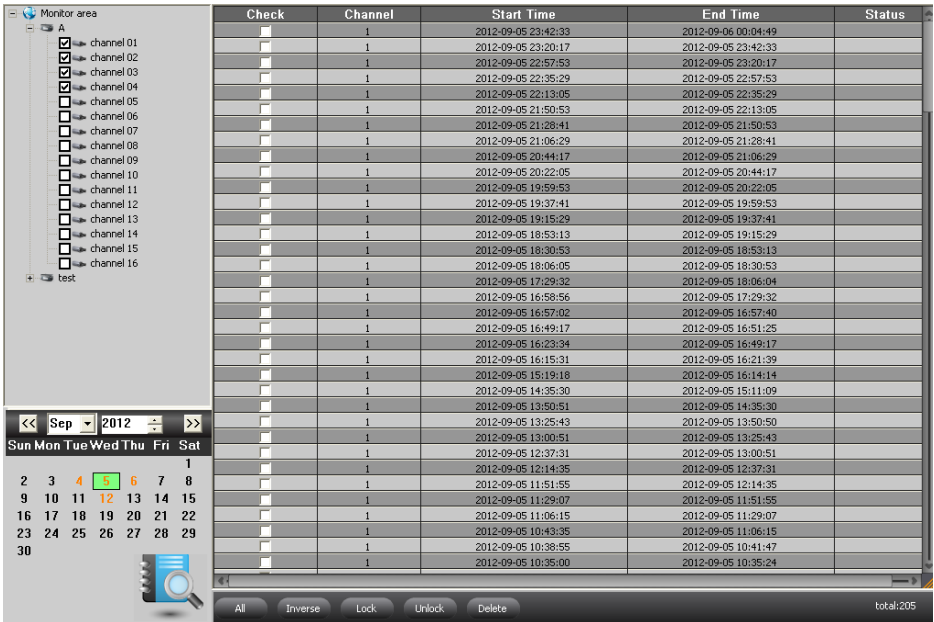 Monitor area
A
channel 01
channel 02
channel 03
channel 04
channel 05
channel 06
channel 07
channel 08
channel 09
channel 10
channel 11
channel 12
channel 13
channel 14
channel 15
channel 16
test
<< Sep 2012 >>
Sun Mon Tue Wed Thu Fri Sat
1
2 3 4 5 6 7 8
9 10 11 12 13 14 15
16 17 18 19 20 21 22
23 24 25 26 27 28 29
30
Check Channel Start Time End Time Status
1 2012-09-05 23:42:33 2012-09-06 00:04:49
1 2012-09-05 23:20:17 2012-09-05 23:42:33
1 2012-09-05 22:57:53 2012-09-05 23:20:17
1 2012-09-05 22:35:29 2012-09-05 22:57:53
1 2012-09-05 22:13:05 2012-09-05 22:35:29
1 2012-09-05 21:50:53 2012-09-05 22:13:05
1 2012-09-05 21:28:41 2012-09-05 21:50:53
1 2012-09-05 21:06:29 2012-09-05 21:28:41
1 2012-09-05 20:44:17 2012-09-05 21:06:29
1 2012-09-05 20:22:05 2012-09-05 20:44:17
1 2012-09-05 19:59:53 2012-09-05 20:22:05
1 2012-09-05 19:37:41 2012-09-05 19:59:53
1 2012-09-05 19:15:29 2012-09-05 19:37:41
1 2012-09-05 18:53:13 2012-09-05 19:15:29
1 2012-09-05 18:30:53 2012-09-05 18:53:13
1 2012-09-05 18:06:05 2012-09-05 18:30:53
1 2012-09-05 17:29:32 2012-09-05 18:06:04
1 2012-09-05 16:58:56 2012-09-05 17:29:32
1 2012-09-05 16:57:02 2012-09-05 16:57:40
1 2012-09-05 16:49:17 2012-09-05 16:51:25
1 2012-09-05 16:23:34 2012-09-05 16:49:17
1 2012-09-05 16:15:31 2012-09-05 16:21:39
1 2012-09-05 15:19:18 2012-09-05 16:14:14
1 2012-09-05 14:35:30 2012-09-05 15:11:09
1 2012-09-05 13:50:51 2012-09-05 14:35:30
1 2012-09-05 13:25:43 2012-09-05 13:50:50
1 2012-09-05 13:00:51 2012-09-05 13:25:43
1 2012-09-05 12:37:31 2012-09-05 13:00:51
1 2012-09-05 12:14:35 2012-09-05 12:37:31
1 2012-09-05 11:51:55 2012-09-05 12:14:35
1 2012-09-05 11:29:07 2012-09-05 11:51:55
1 2012-09-05 11:06:15 2012-09-05 11:29:07
1 2012-09-05 10:43:35 2012-09-05 11:06:15
1 2012-09-05 10:38:55 2012-09-05 10:41:47
1 2012-09-05 10:35:00 2012-09-05 10:35:24
All Inverse Lock Unlock Delete total:205